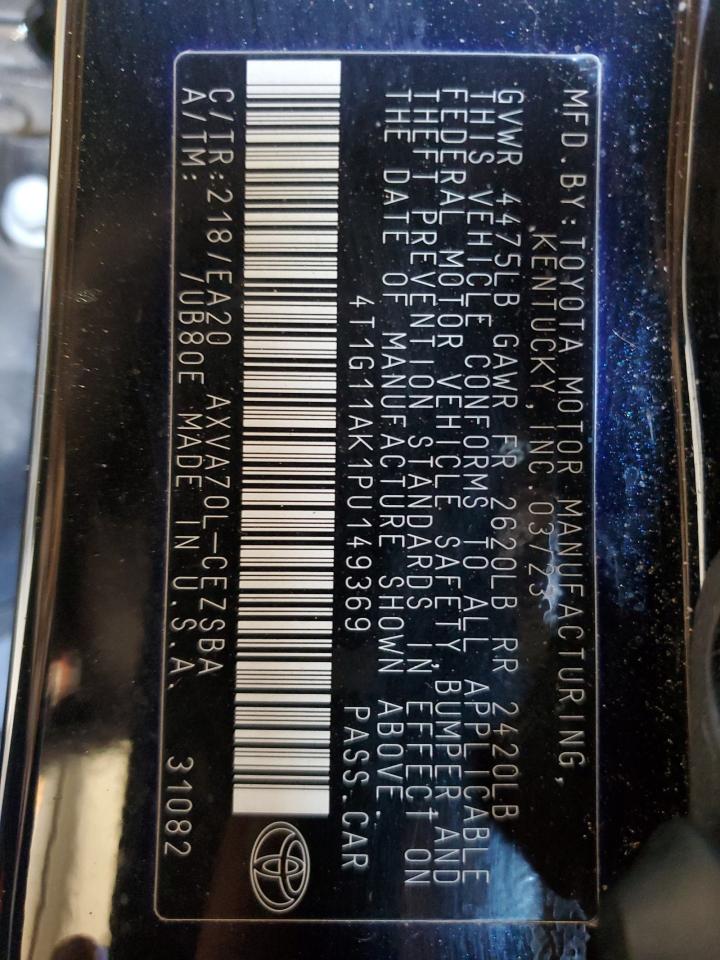 MFD.BY:TOYOTA MOTOR MANUFACTURING,
KENTUCKY,INC.03/23
GVWR 4475LB GAWR FR 2620LB RR 2420LB
THIS VEHICLE CONFORMS TO ALL APPLICABLE
FEDERAL MOTOR VEHICLE SAFETY,BUMPER,AND
THEFT PREVENTION STANDARDS IN EFFECT ON
THE DATE OF MANUFACTURE SHOWN ABOVE.
4T1G11AK1PU149369 PASS.CAR
C/TR:218/EA20 AXVA70L-CEZSBA
A/TM: /UB80E MADE IN U.S.A. 31082